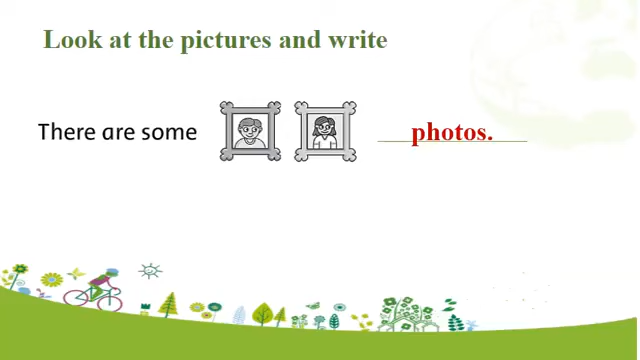 Look at the pictures and write
There are some photos.